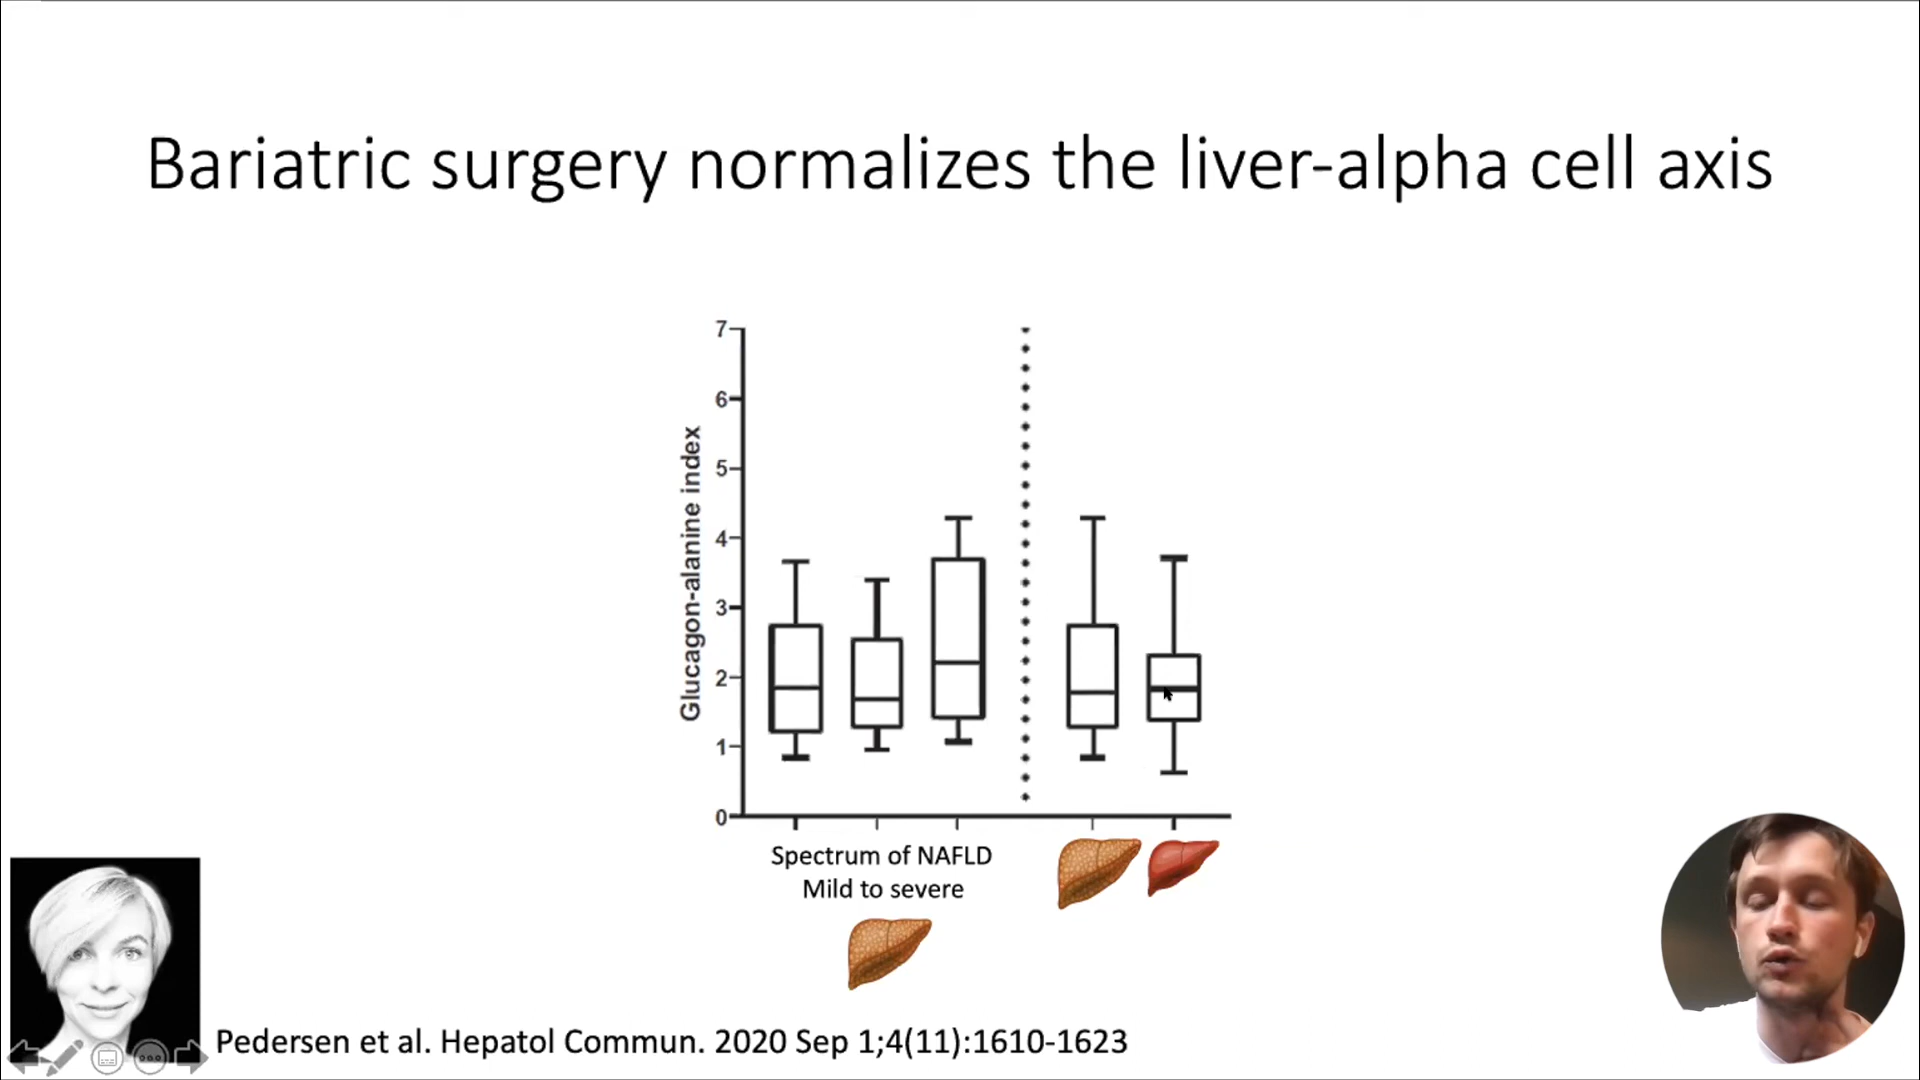 Bariatric surgery normalizes the liver-alpha cell axis
Glucagon-alanine index
7
6
5
4
3
2
1
0
Spectrum of NAFLD
Mild to severe
Pedersen et al. Hepatol Commun. 2020 Sep 1;4(11):1610-1623